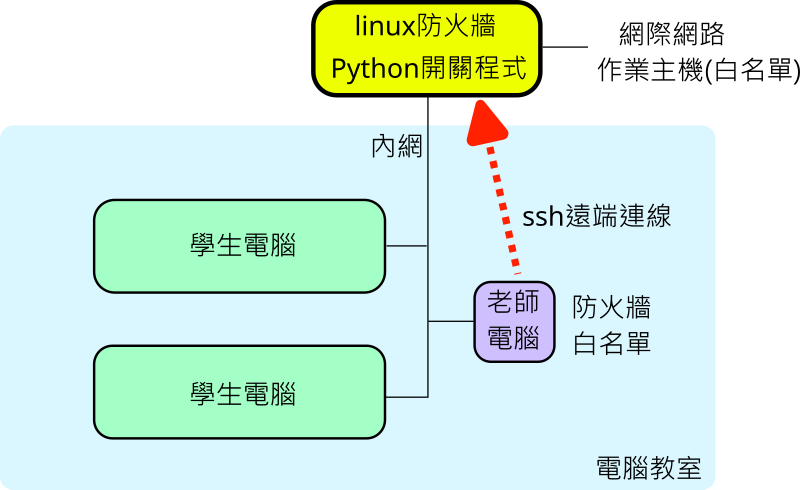 linux防火牆
Python開關程式
網際網路
作業主機(白名單)
內網
ssh遠端連線
學生電腦
老師
電腦
防火牆
白名單
學生電腦
電腦教室